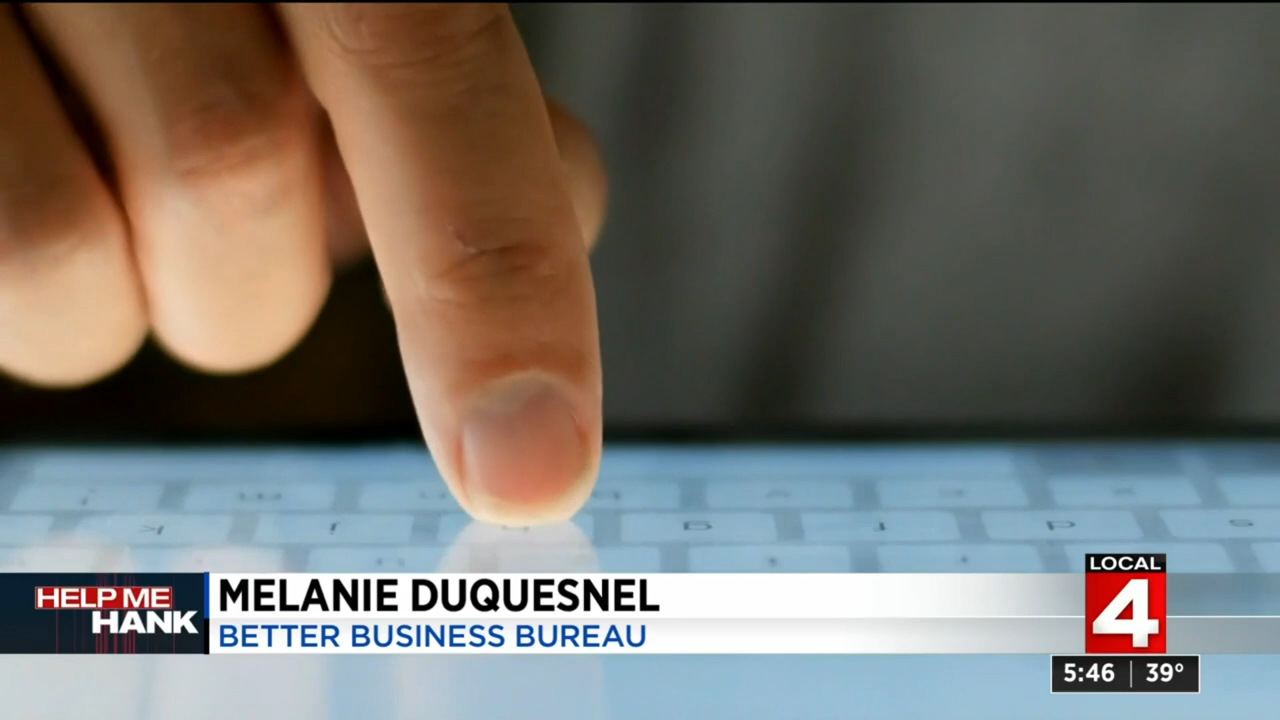 HELP ME
HANK
MELANIE DUQUESNEL
BETTER BUSINESS BUREAU
LOCAL
4
5:46 | 39°